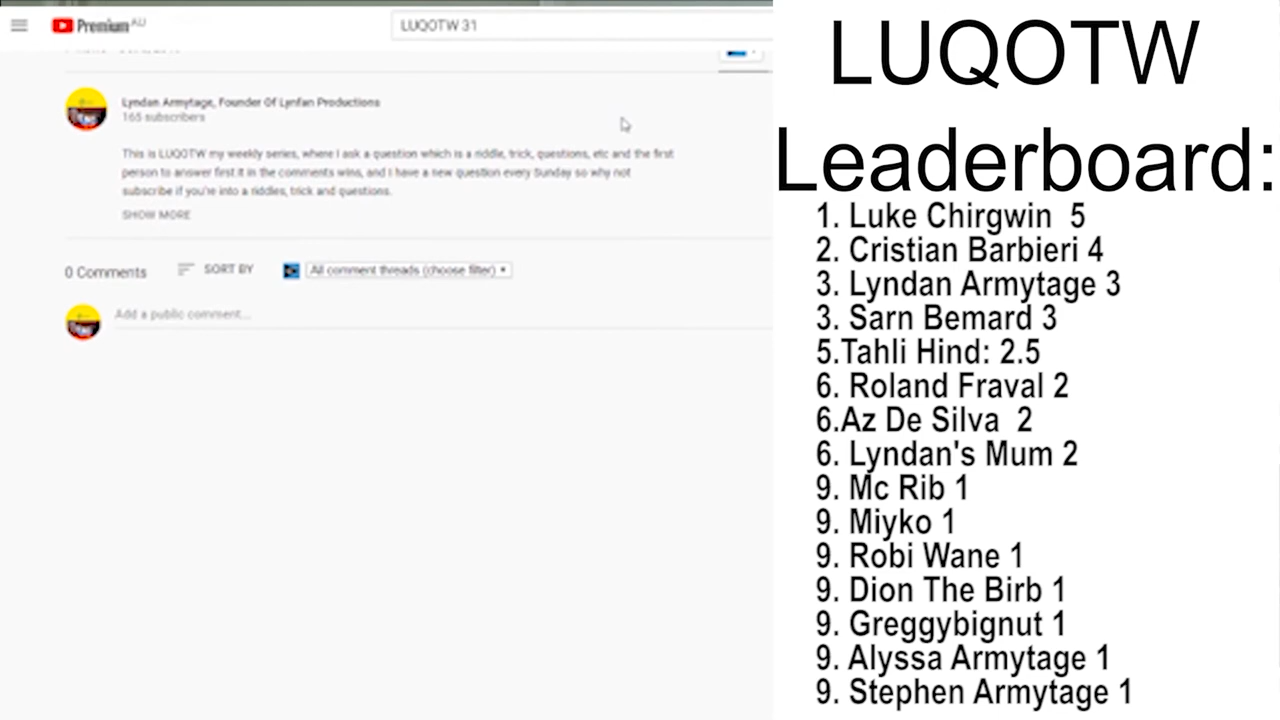 Premium AU
LUQOTW 31
Lyndan Armytage, Founder Of Lynfan Productions
165 subscribers
This is LUQOTW my weekly series, where I ask a question which is a riddle, trick, questions, etc and the first
person to answer first it in the comments wins, and I have a new question every Sunday so why not
subscribe if you're into a riddles, trick and questions.
SHOW MORE
0 Comments
SORT BY
All comment threads (choose filter)
Add a public comment...
LUQOTW
Leaderboard:
1. Luke Chirgwin 5
2. Cristian Barbieri 4
3. Lyndan Armytage 3
3. Sarn Bemard 3
5.Tahli Hind: 2.5
6. Roland Fraval 2
6.Az De Silva 2
6. Lyndan's Mum 2
9. Mc Rib 1
9. Miyko 1
9. Robi Wane 1
9. Dion The Birb 1
9. Greggybignut 1
9. Alyssa Armytage 1
9. Stephen Armytage 1